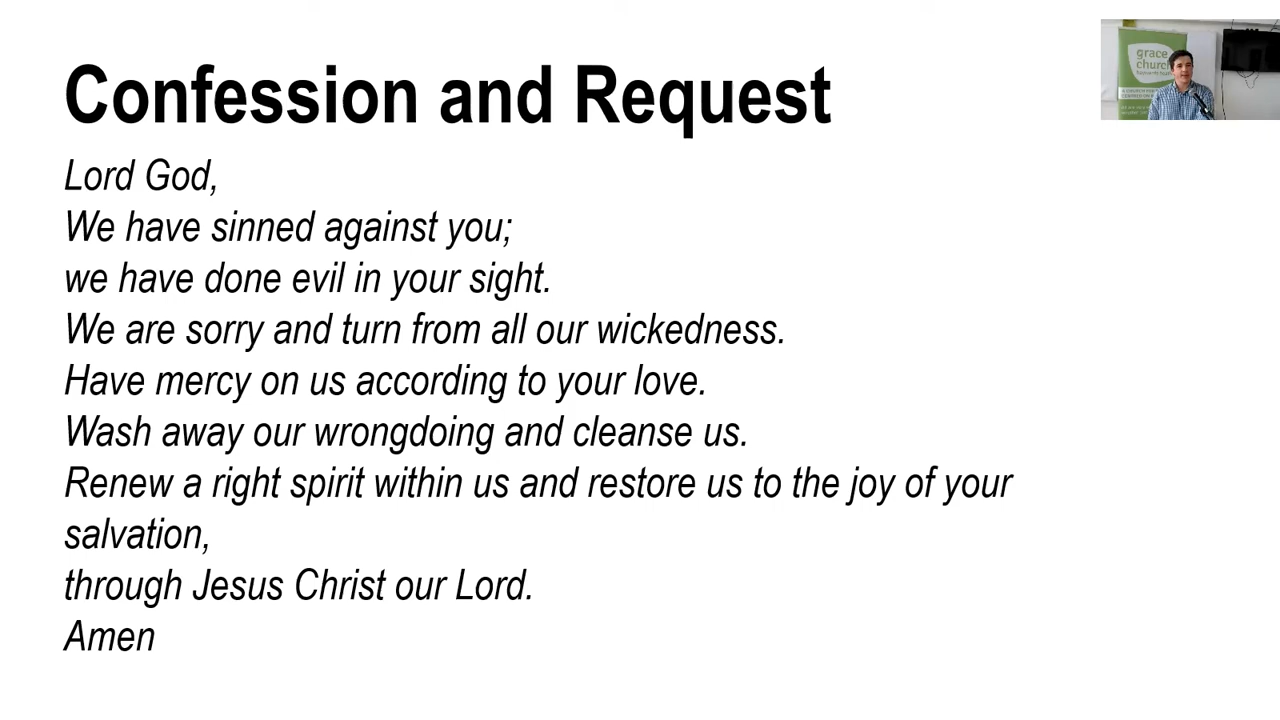 Confession and Request
Lord God,
We have sinned against you;
we have done evil in your sight.
We are sorry and turn from all our wickedness.
Have mercy on us according to your love.
Wash away our wrongdoing and cleanse us.
Renew a right spirit within us and restore us to the joy of your
salvation,
through Jesus Christ our Lord.
Amen
grace
church